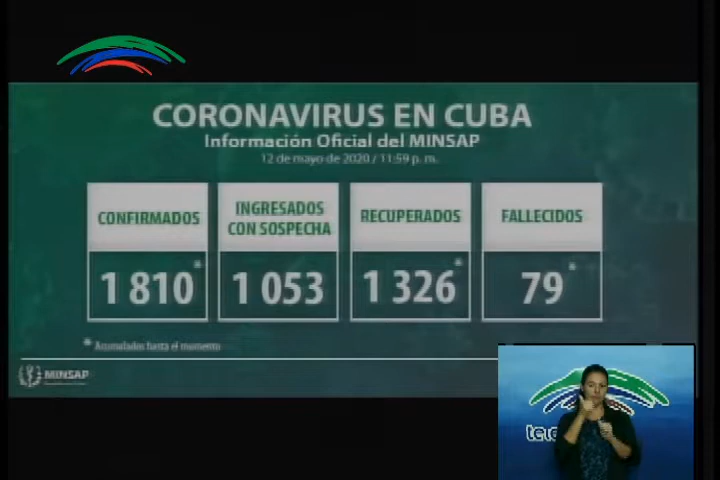 CORONAVIRUS EN CUBA
Información Oficial del MINSAP
12 de mayo de 2020 / 11:59 p. m.
CONFIRMADOS
INGRESADOS
CON SOSPECHA
RECUPERADOS
FALLECIDOS
1 810*
1 053
1 326*
79*
* Acumulados hasta el momento
MINSAP
tele